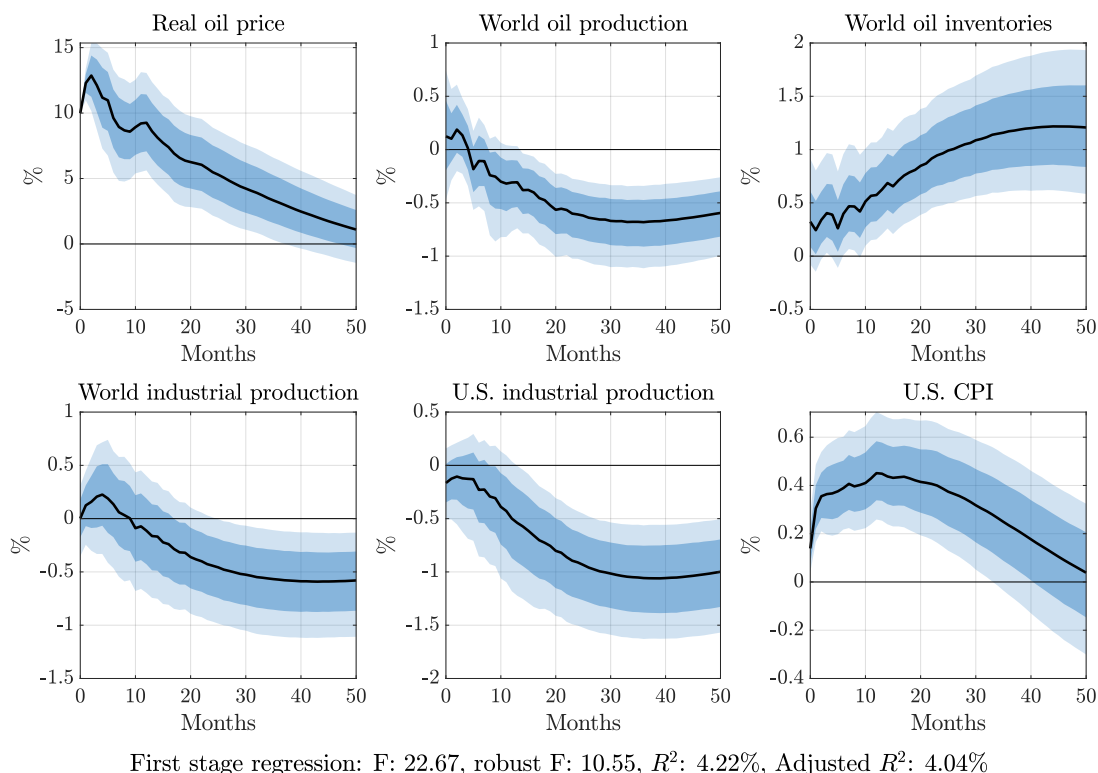 Real oil price
World oil production
World oil inventories
15
10
5
0
-5
%
0 10 20 30 40 50
Months
1
0.5
0
-0.5
-1
-1.5
%
0 10 20 30 40 50
Months
2
1.5
1
0.5
0
-0.5
%
0 10 20 30 40 50
Months
World industrial production
U.S. industrial production
U.S. CPI
1
0.5
0
-0.5
-1
-1.5
%
0 10 20 30 40 50
Months
0.5
0
-0.5
-1
-1.5
-2
%
0 10 20 30 40 50
Months
0.6
0.4
0.2
0
-0.2
-0.4
%
0 10 20 30 40 50
Months
First stage regression: F: 22.67, robust F: 10.55, R²: 4.22%, Adjusted R²: 4.04%